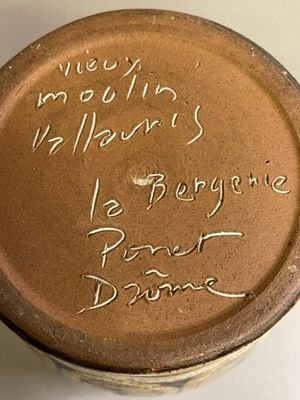 vieux
moulin
Vallauris
la Bergerie
Ponet
Drôme